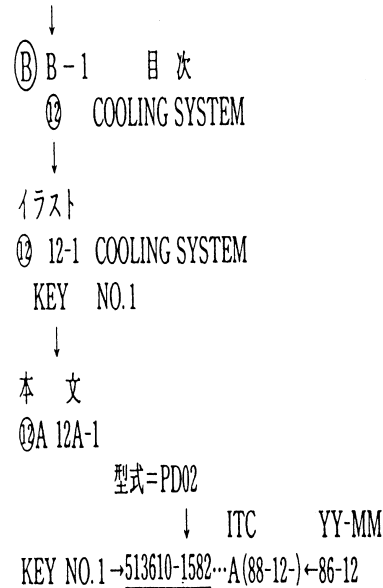 ↓
Ⓑ B-1 目次
⑫ COOLING SYSTEM
↓
イラスト
⑫ 12-1 COOLING SYSTEM
KEY NO.1
↓
本文
⑫A 12A-1
型式=PD02
↓ ITC YY-MM
KEY NO.1→513610-1582…A(88-12-)←86-12